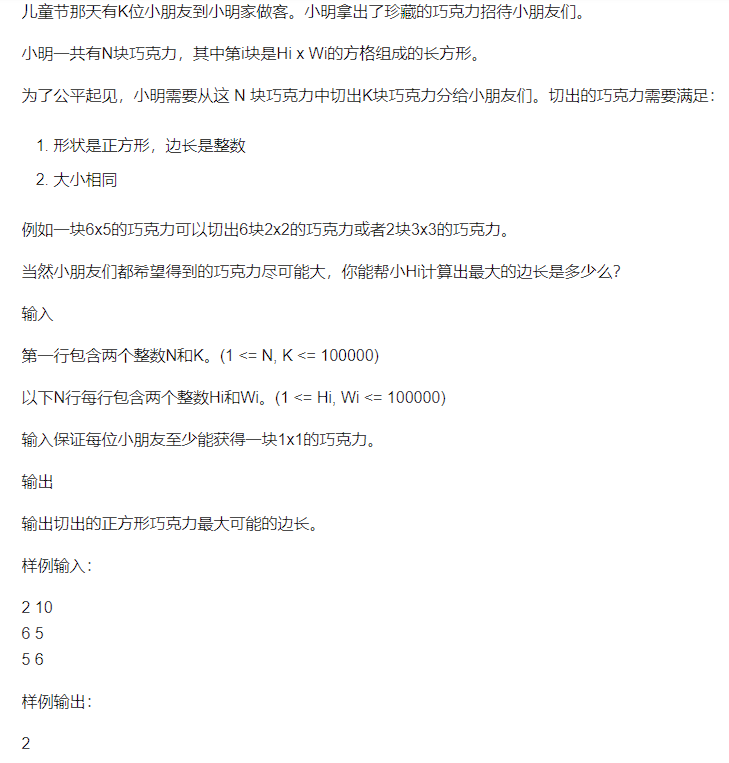 儿童节那天有K位小朋友到小明家做客。小明拿出了珍藏的巧克力招待小朋友们。
小明一共有N块巧克力，其中第i块是Hi x Wi的方格组成的长方形。
为了公平起见，小明需要从这 N 块巧克力中切出K块巧克力分给小朋友们。切出的巧克力需要满足：
1. 形状是正方形，边长是整数
2. 大小相同
例如一块6x5的巧克力可以切出6块2x2的巧克力或者2块3x3的巧克力。
当然小朋友们都希望得到的巧克力尽可能大，你能帮小Hi计算出最大的边长是多少么？
输入
第一行包含两个整数N和K。(1 <= N, K <= 100000)
以下N行每行包含两个整数Hi和Wi。(1 <= Hi, Wi <= 100000)
输入保证每位小朋友至少能获得一块1x1的巧克力。
输出
输出切出的正方形巧克力最大可能的边长。
样例输入：
2 10
6 5
5 6
样例输出：
2